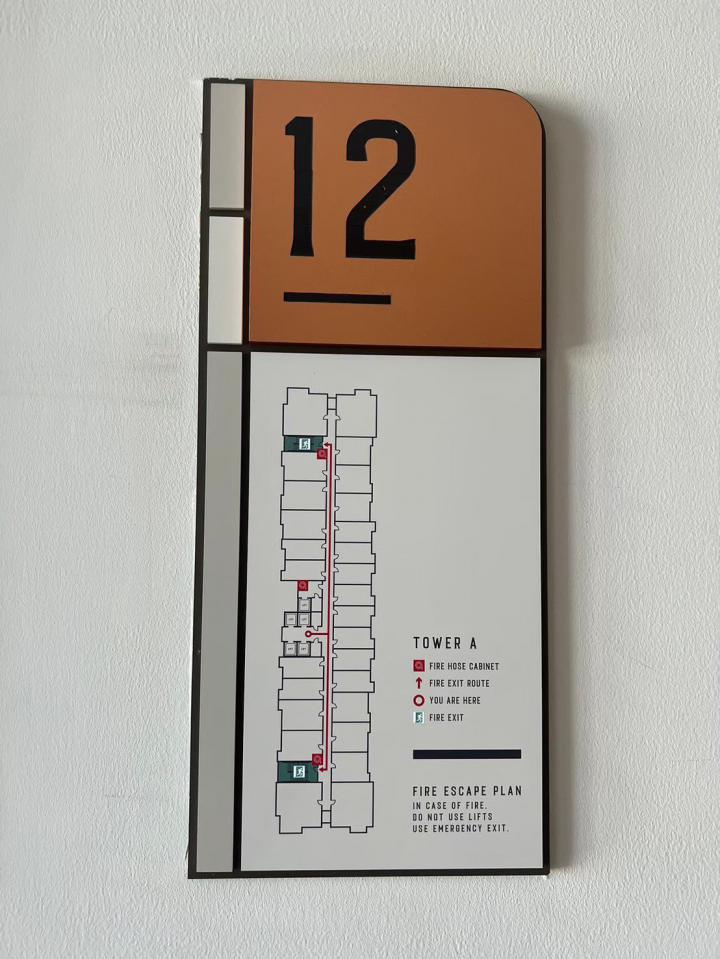 12
TOWER A
FIRE HOSE CABINET
FIRE EXIT ROUTE
YOU ARE HERE
FIRE EXIT
FIRE ESCAPE PLAN
IN CASE OF FIRE,
DO NOT USE LIFTS
USE EMERGENCY EXIT.